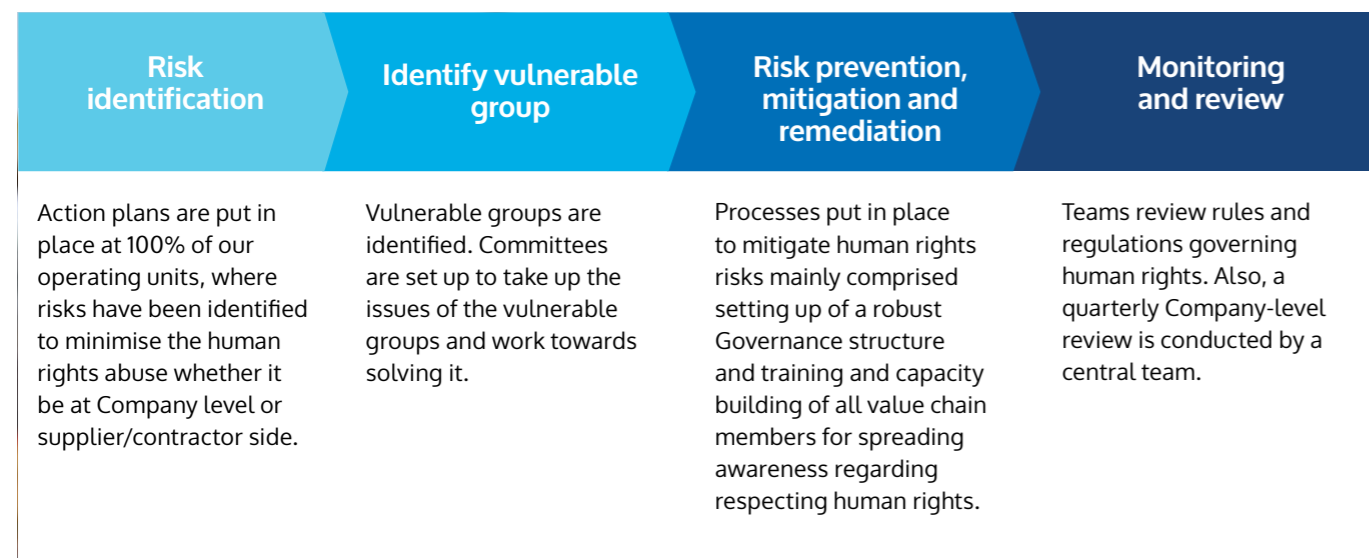 Risk
identification
Action plans are put in
place at 100% of our
operating units, where
risks have been identified
to minimise the human
rights abuse whether it
be at Company level or
supplier/contractor side.
Identify vulnerable
group
Vulnerable groups are
identified. Committees
are set up to take up the
issues of the vulnerable
groups and work towards
solving it.
Risk prevention,
mitigation and
remediation
Processes put in place
to mitigate human rights
risks mainly comprised
setting up of a robust
Governance structure
and training and capacity
building of all value chain
members for spreading
awareness regarding
respecting human rights.
Monitoring
and review
Teams review rules and
regulations governing
human rights. Also, a
quarterly Company-level
review is conducted by a
central team.